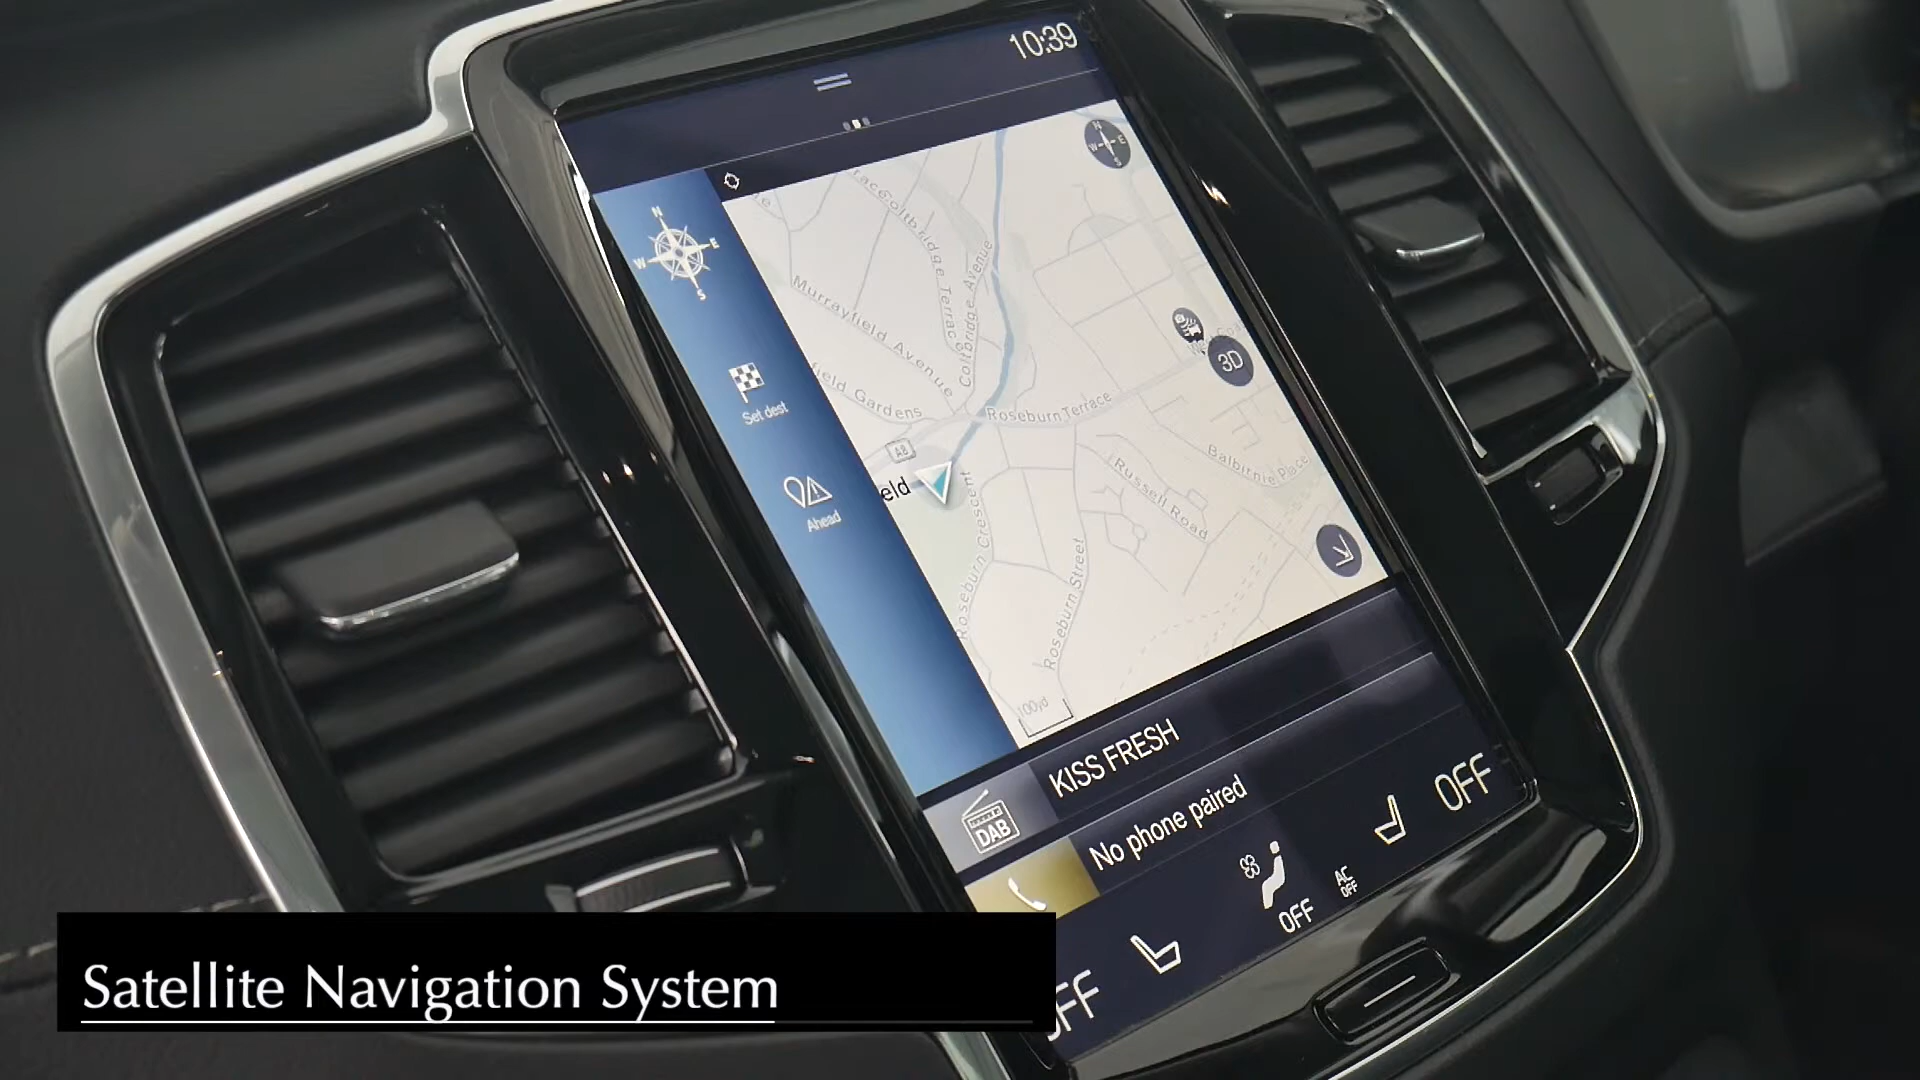 10:39
N
W E
S
N
W E
S
Coltbridge Terrace
Coltbridge Avenue
Murrayfield Avenue
field Gardens
Roseburn Terrace
3D
Set dest
A8
eld
Balbirnie Place
Russell Road
Ahead
Roseburn Crescent
Roseburn Street
100yd
KISS FRESH
DAB
No phone paired
OFF
AC
OFF
OFF
Satellite Navigation System